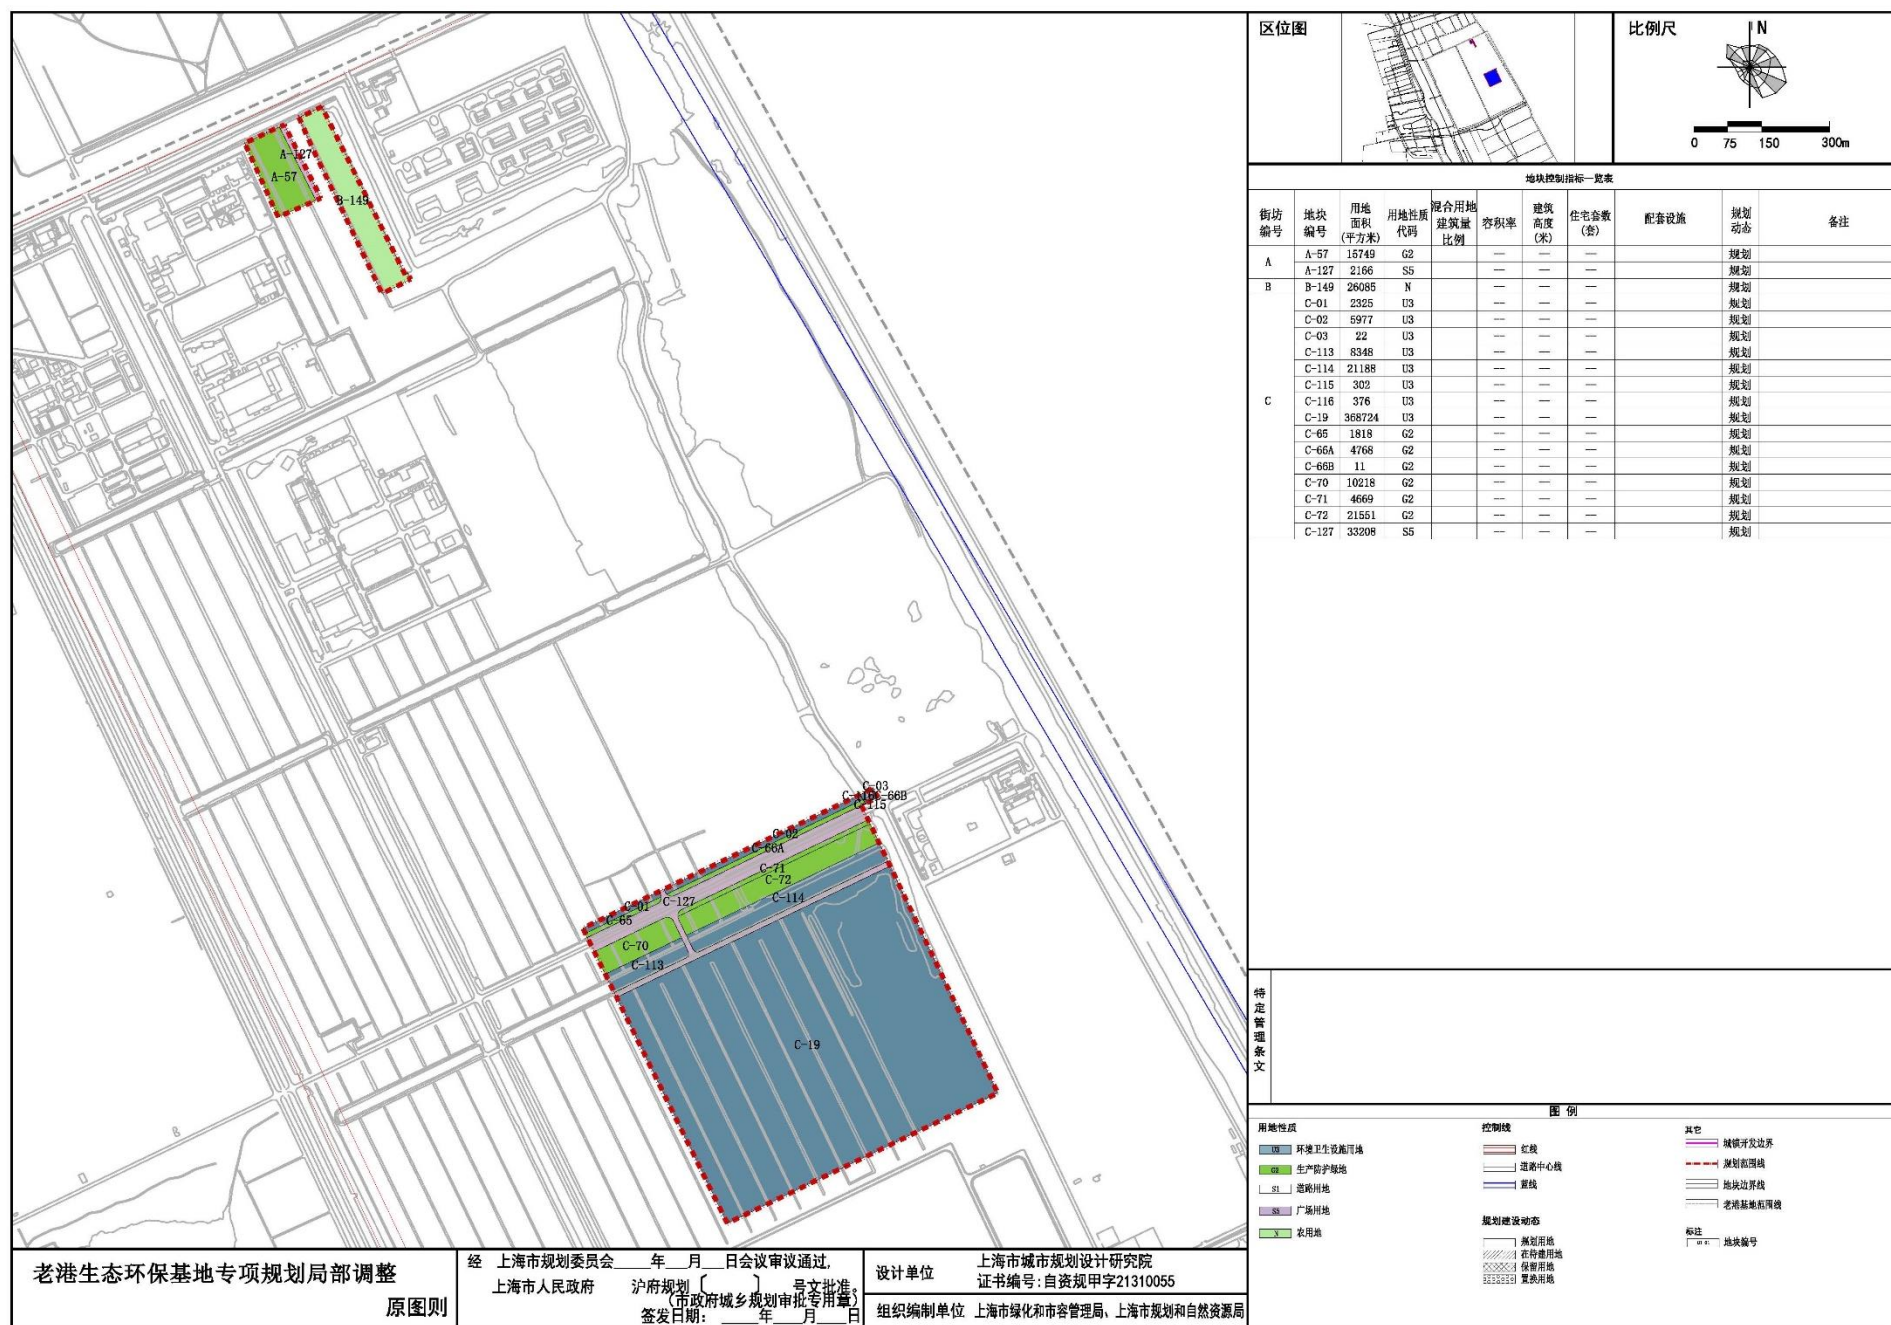 区位图
比例尺
N
0 75 150 300m
A-127
A-57
B-149
C-03
C-116 C-66B
C-115
C-02
C-66A
C-71
C-72
C-127
C-114
C-01
C-65
C-70
C-113
C-19
地块控制指标一览表
街坊编号 地块编号 用地面积(平方米) 用地性质代码 混合用地建筑量比例 容积率 建筑高度(米) 住宅套数(套) 配套设施 规划动态 备注
A A-57 15749 G2 — — — 规划
A-127 2166 S5 — — — 规划
B B-149 26085 N — — — 规划
C-01 2325 U3 — — — 规划
C-02 5977 U3 — — — 规划
C-03 22 U3 — — — 规划
C-113 8348 U3 — — — 规划
C-114 21188 U3 — — — 规划
C-115 302 U3 — — — 规划
C C-116 376 U3 — — — 规划
C-19 368724 U3 — — — 规划
C-65 1818 G2 — — — 规划
C-66A 4768 G2 — — — 规划
C-66B 11 G2 — — — 规划
C-70 10218 G2 — — — 规划
C-71 4669 G2 — — — 规划
C-72 21551 G2 — — — 规划
C-127 33208 S5 — — — 规划
特定管理条文
图 例
用地性质
U3 环境卫生设施用地
G2 生产防护绿地
S1 道路用地
S5 广场用地
N 农用地
控制线
红线
道路中心线
蓝线
规划建设动态
规划用地
在待建用地
保留用地
置换用地
其它
城镇开发边界
规划范围线
地块边界线
老港基地范围线
标注
地块编号
老港生态环保基地专项规划局部调整
原图则
经 上海市规划委员会____年__月__日会议审议通过,
上海市人民政府 沪府规划〔 〕 号文批准。
(市政府城乡规划审批专用章)
签发日期: ____年___月___日
设计单位 上海市城市规划设计研究院
证书编号:自资规甲字21310055
组织编制单位 上海市绿化和市容管理局、上海市规划和自然资源局